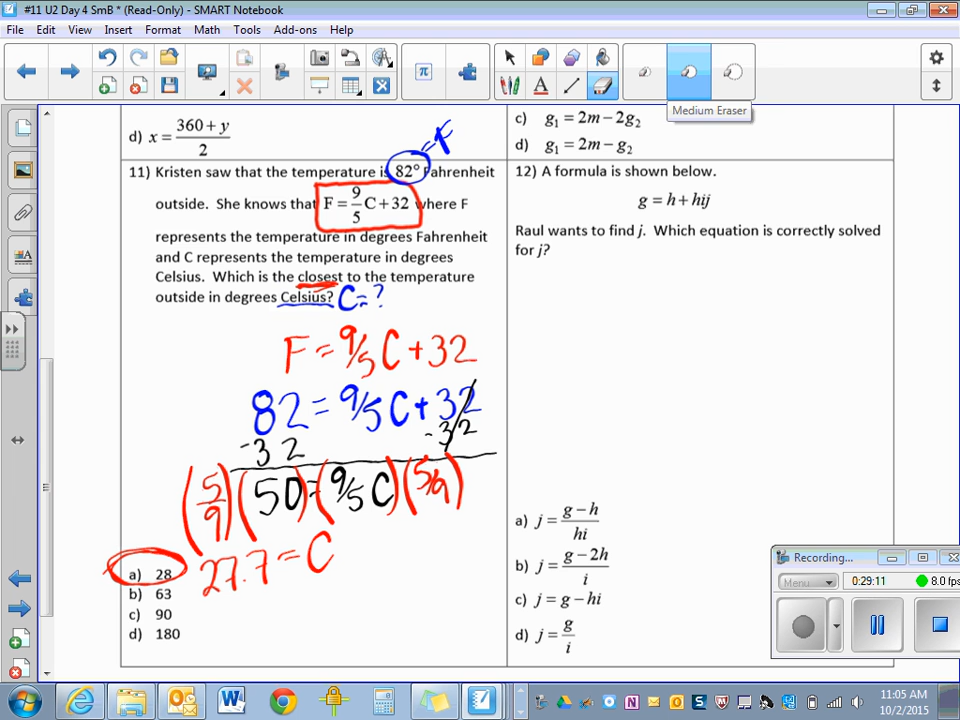 #11 U2 Day 4 SmB * (Read-Only) - SMART Notebook
File Edit View Insert Format Math Tools Add-ons Help
π
A
Medium Eraser
d) x = 360 + y / 2
c) g₁ = 2m − 2g₂
d) g₁ = 2m − g₂
= F
11) Kristen saw that the temperature is 82° Fahrenheit
outside. She knows that F = 9/5 C + 32 where F
represents the temperature in degrees Fahrenheit
and C represents the temperature in degrees
Celsius. Which is the closest to the temperature
outside in degrees Celsius? C = ?
F = 9/5 C + 32
82 = 9/5 C + 32
-32 -32
(5/9)(50) = (9/5 C)(5/9)
27.7 = C
a) 28
b) 63
c) 90
d) 180
12) A formula is shown below.
g = h + hij
Raul wants to find j. Which equation is correctly solved
for j?
a) j = g − h / hi
b) j = g − 2h / i
c) j = g − hi
d) j = g / i
Recording...
Menu
0:29:11 8.0 fps
11:05 AM
10/2/2015